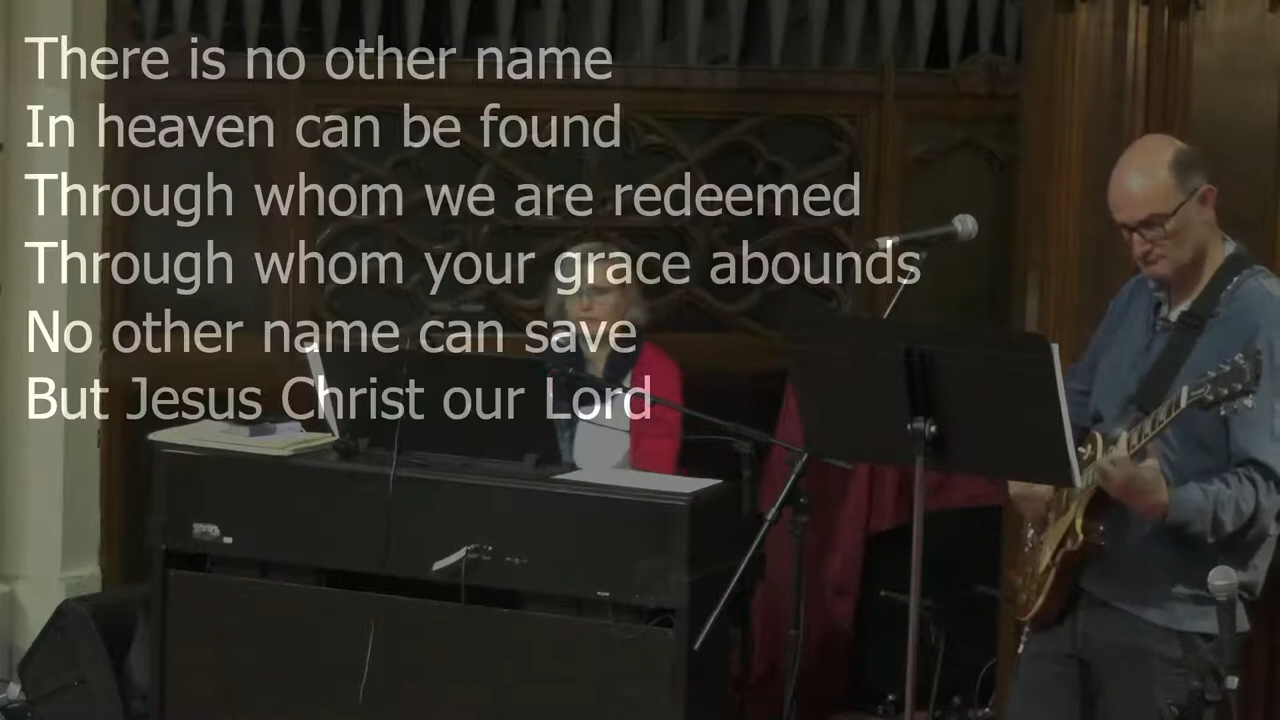 There is no other name
In heaven can be found
Through whom we are redeemed
Through whom your grace abounds
No other name can save
But Jesus Christ our Lord